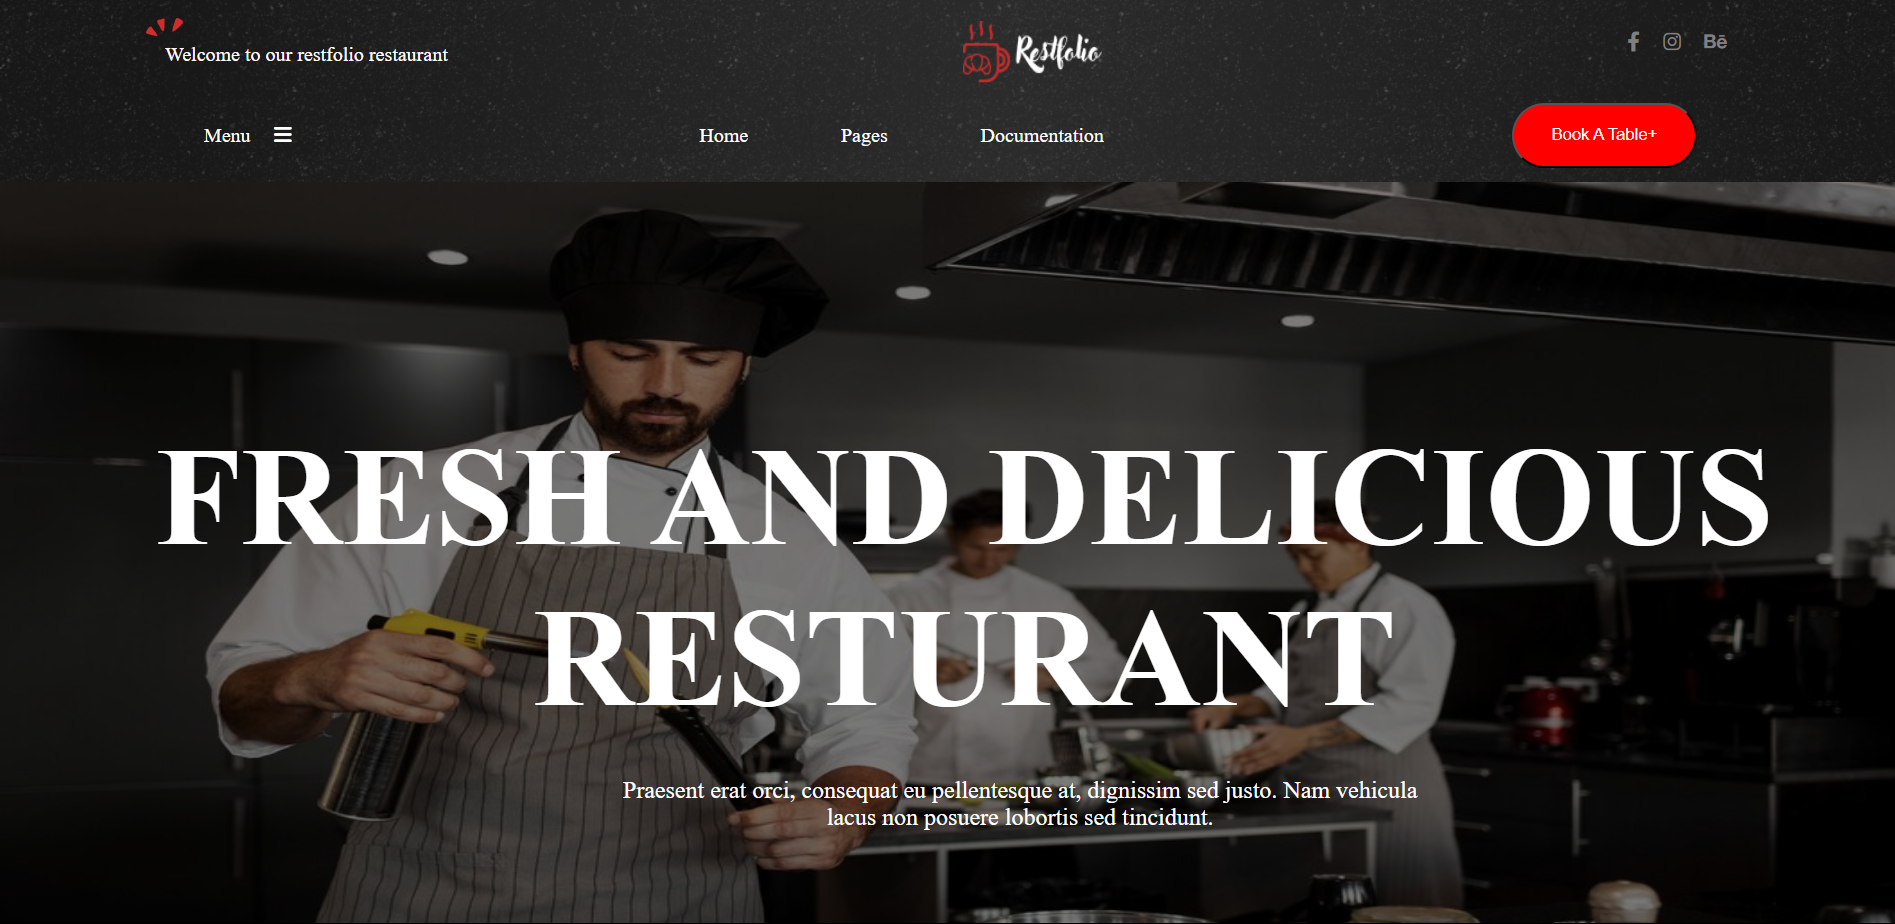 Welcome to our restfolio restaurant
Restfolio
Bē
Menu
Home
Pages
Documentation
Book A Table+
FRESH AND DELICIOUS
RESTURANT
Praesent erat orci, consequat eu pellentesque at, dignissim sed justo. Nam vehicula
lacus non posuere lobortis sed tincidunt.